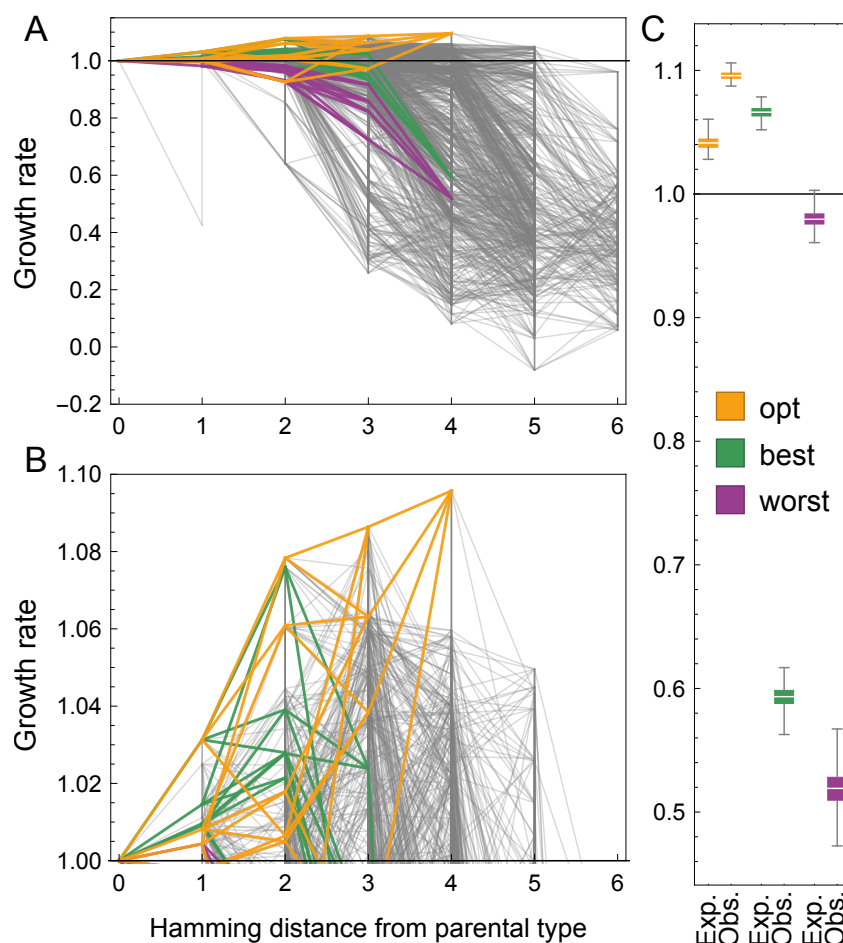 A
Growth rate
1.0
0.8
0.6
0.4
0.2
0.0
−0.2
0 1 2 3 4 5 6
B
Growth rate
1.10
1.08
1.06
1.04
1.02
1.00
0 1 2 3 4 5 6
Hamming distance from parental type
C
1.1
1.0
0.9
0.8
0.7
0.6
0.5
opt
best
worst
Exp.
Obs.
Exp.
Obs.
Exp.
Obs.